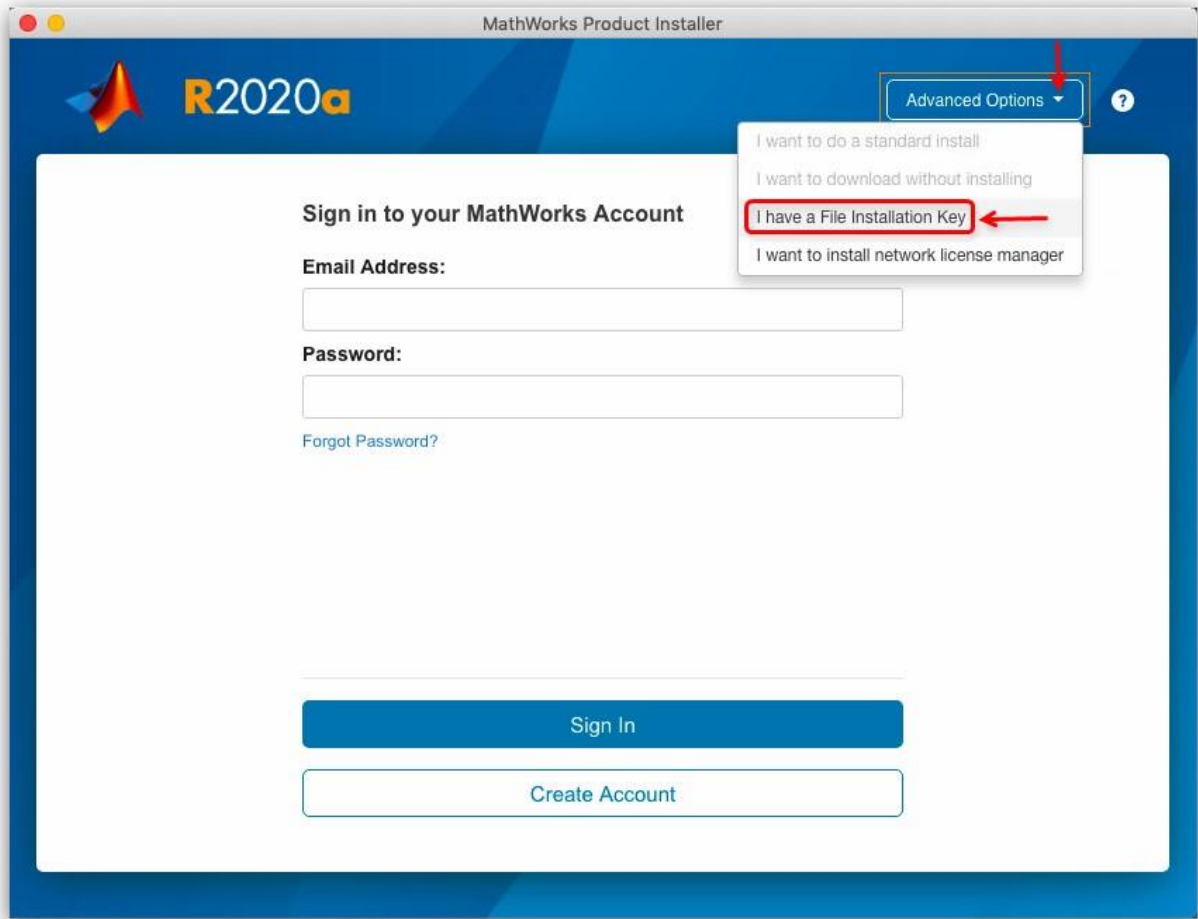 MathWorks Product Installer
R2020a
Advanced Options
?
I want to do a standard install
I want to download without installing
I have a File Installation Key
I want to install network license manager
Sign in to your MathWorks Account
Email Address:
Password:
Forgot Password?
Sign In
Create Account